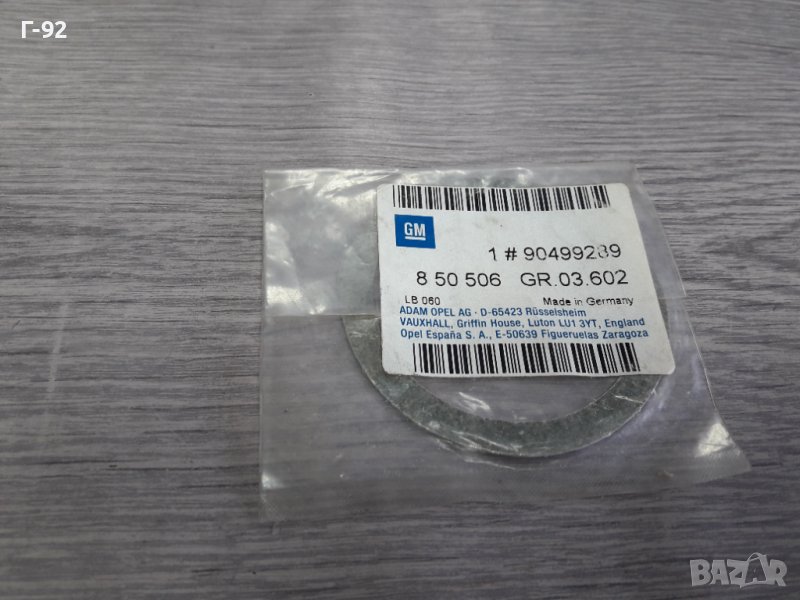 Г-92
GM
1 # 90499289
8 50 506 GR.03.602
LB 060 Made in Germany
ADAM OPEL AG · D-65423 Rüsselsheim
VAUXHALL, Griffin House, Luton LU1 3YT, England
Opel España S. A., E-50639 Figueruelas Zaragoza
BAZAR